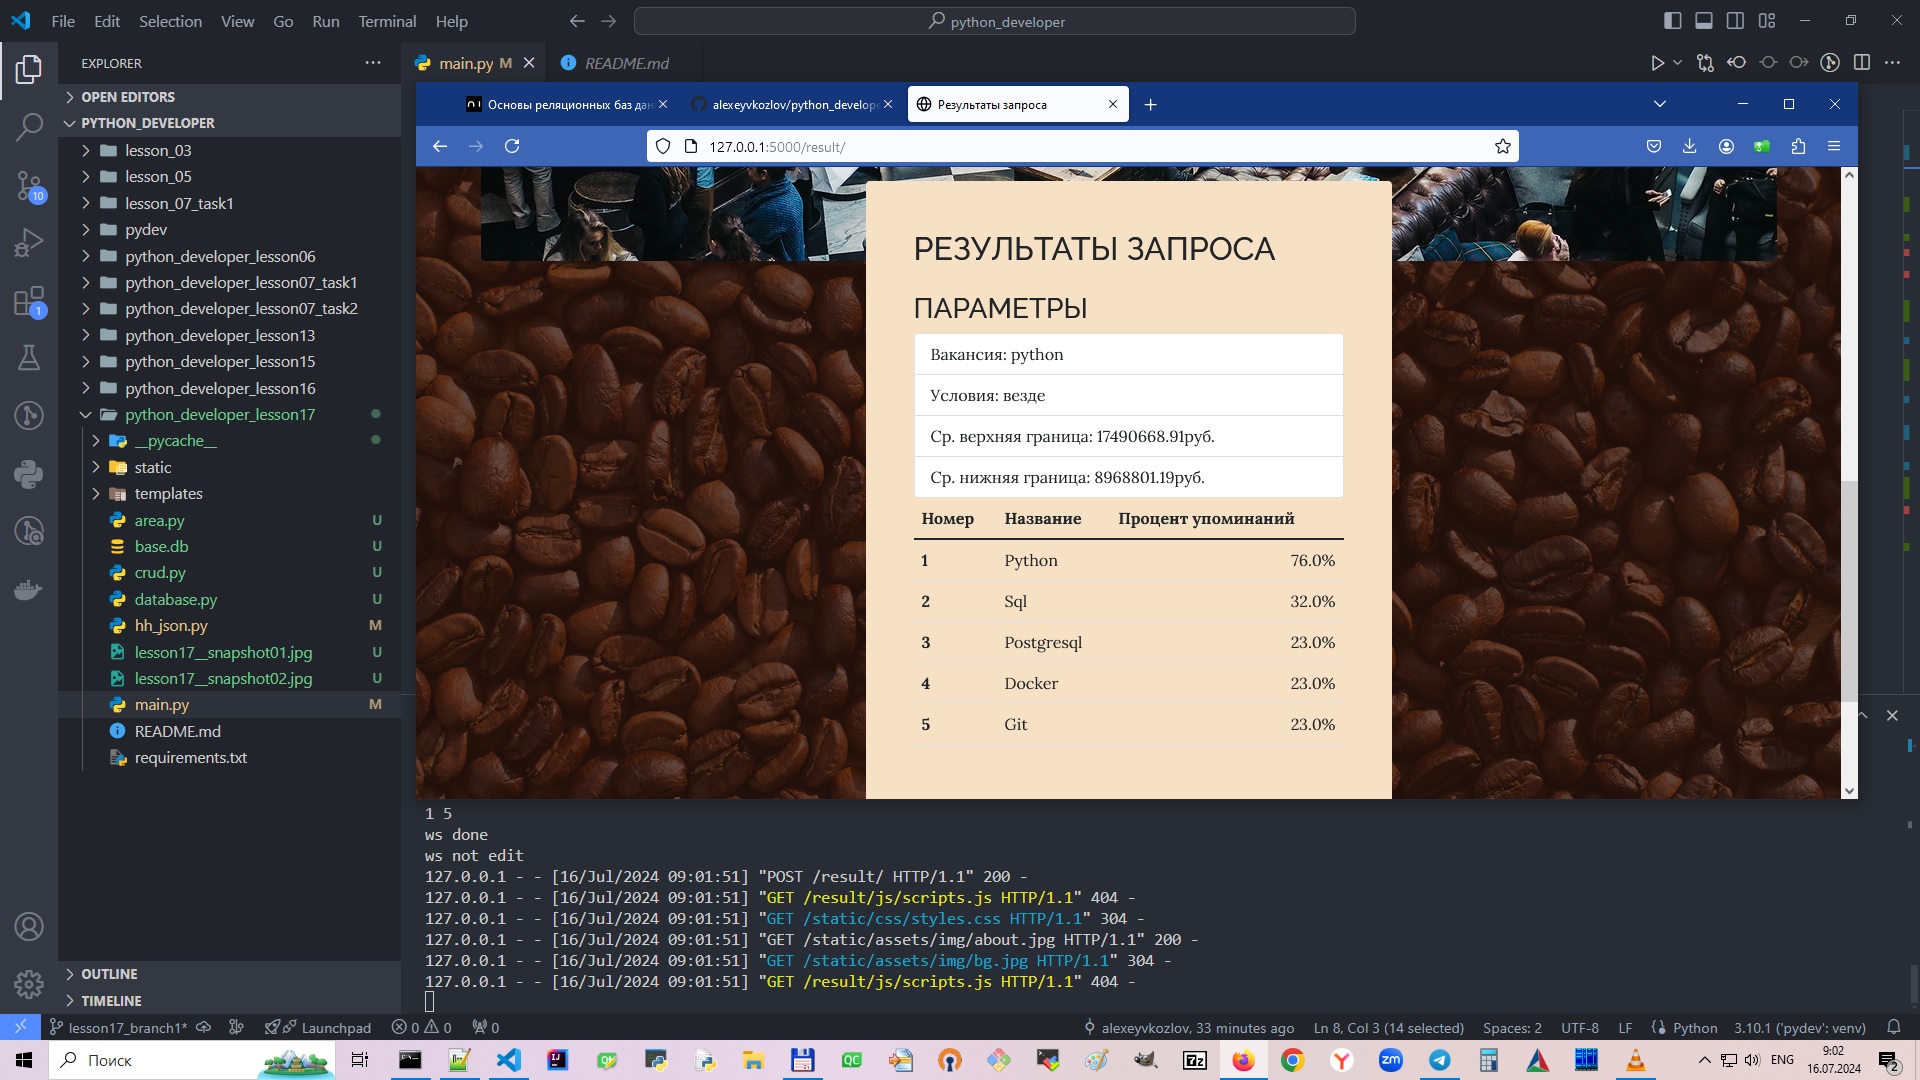 File Edit Selection View Go Run Terminal Help
python_developer
EXPLORER
main.py M
README.md
OPEN EDITORS
PYTHON_DEVELOPER
lesson_03
lesson_05
lesson_07_task1
pydev
python_developer_lesson06
python_developer_lesson07_task1
python_developer_lesson07_task2
python_developer_lesson13
python_developer_lesson15
python_developer_lesson16
python_developer_lesson17
__pycache__
static
templates
area.py U
base.db U
crud.py U
database.py U
hh_json.py M
lesson17__snapshot01.jpg U
lesson17__snapshot02.jpg U
main.py M
README.md
requirements.txt
OUTLINE
TIMELINE
10
1
Основы реляционных баз дан
alexeyvkozlov/python_develope
Результаты запроса
127.0.0.1:5000/result/
РЕЗУЛЬТАТЫ ЗАПРОСА
ПАРАМЕТРЫ
Вакансия: python
Условия: везде
Ср. верхняя граница: 17490668.91руб.
Ср. нижняя граница: 8968801.19руб.
Номер Название Процент упоминаний
1 Python 76.0%
2 Sql 32.0%
3 Postgresql 23.0%
4 Docker 23.0%
5 Git 23.0%
1 5
ws done
ws not edit
127.0.0.1 - - [16/Jul/2024 09:01:51] "POST /result/ HTTP/1.1" 200 -
127.0.0.1 - - [16/Jul/2024 09:01:51] "GET /result/js/scripts.js HTTP/1.1" 404 -
127.0.0.1 - - [16/Jul/2024 09:01:51] "GET /static/css/styles.css HTTP/1.1" 304 -
127.0.0.1 - - [16/Jul/2024 09:01:51] "GET /static/assets/img/about.jpg HTTP/1.1" 200 -
127.0.0.1 - - [16/Jul/2024 09:01:51] "GET /static/assets/img/bg.jpg HTTP/1.1" 304 -
127.0.0.1 - - [16/Jul/2024 09:01:51] "GET /result/js/scripts.js HTTP/1.1" 404 -
lesson17_branch1* Launchpad 0 0 0
alexeyvkozlov, 33 minutes ago Ln 8, Col 3 (14 selected) Spaces: 2 UTF-8 LF Python 3.10.1 ('pydev': venv)
Поиск
QC
7z
zm
ENG
9:02
16.07.2024
2